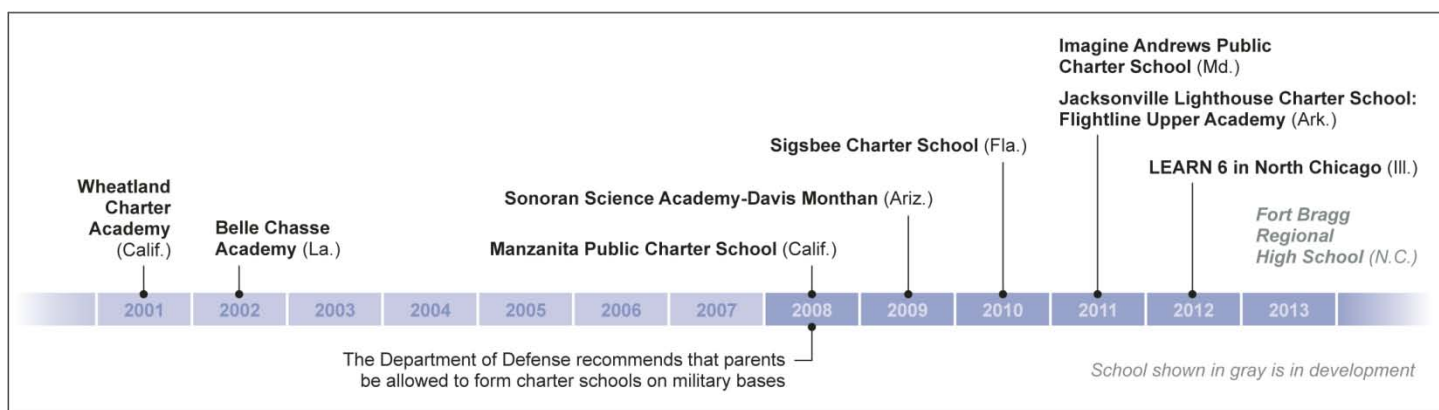 Wheatland
Charter
Academy
(Calif.)
Belle Chasse
Academy (La.)
Manzanita Public Charter School (Calif.)
Sonoran Science Academy-Davis Monthan (Ariz.)
Sigsbee Charter School (Fla.)
Imagine Andrews Public
Charter School (Md.)
Jacksonville Lighthouse Charter School:
Flightline Upper Academy (Ark.)
LEARN 6 in North Chicago (Ill.)
Fort Bragg
Regional
High School (N.C.)
2001 2002 2003 2004 2005 2006 2007 2008 2009 2010 2011 2012 2013
The Department of Defense recommends that parents
be allowed to form charter schools on military bases
School shown in gray is in development